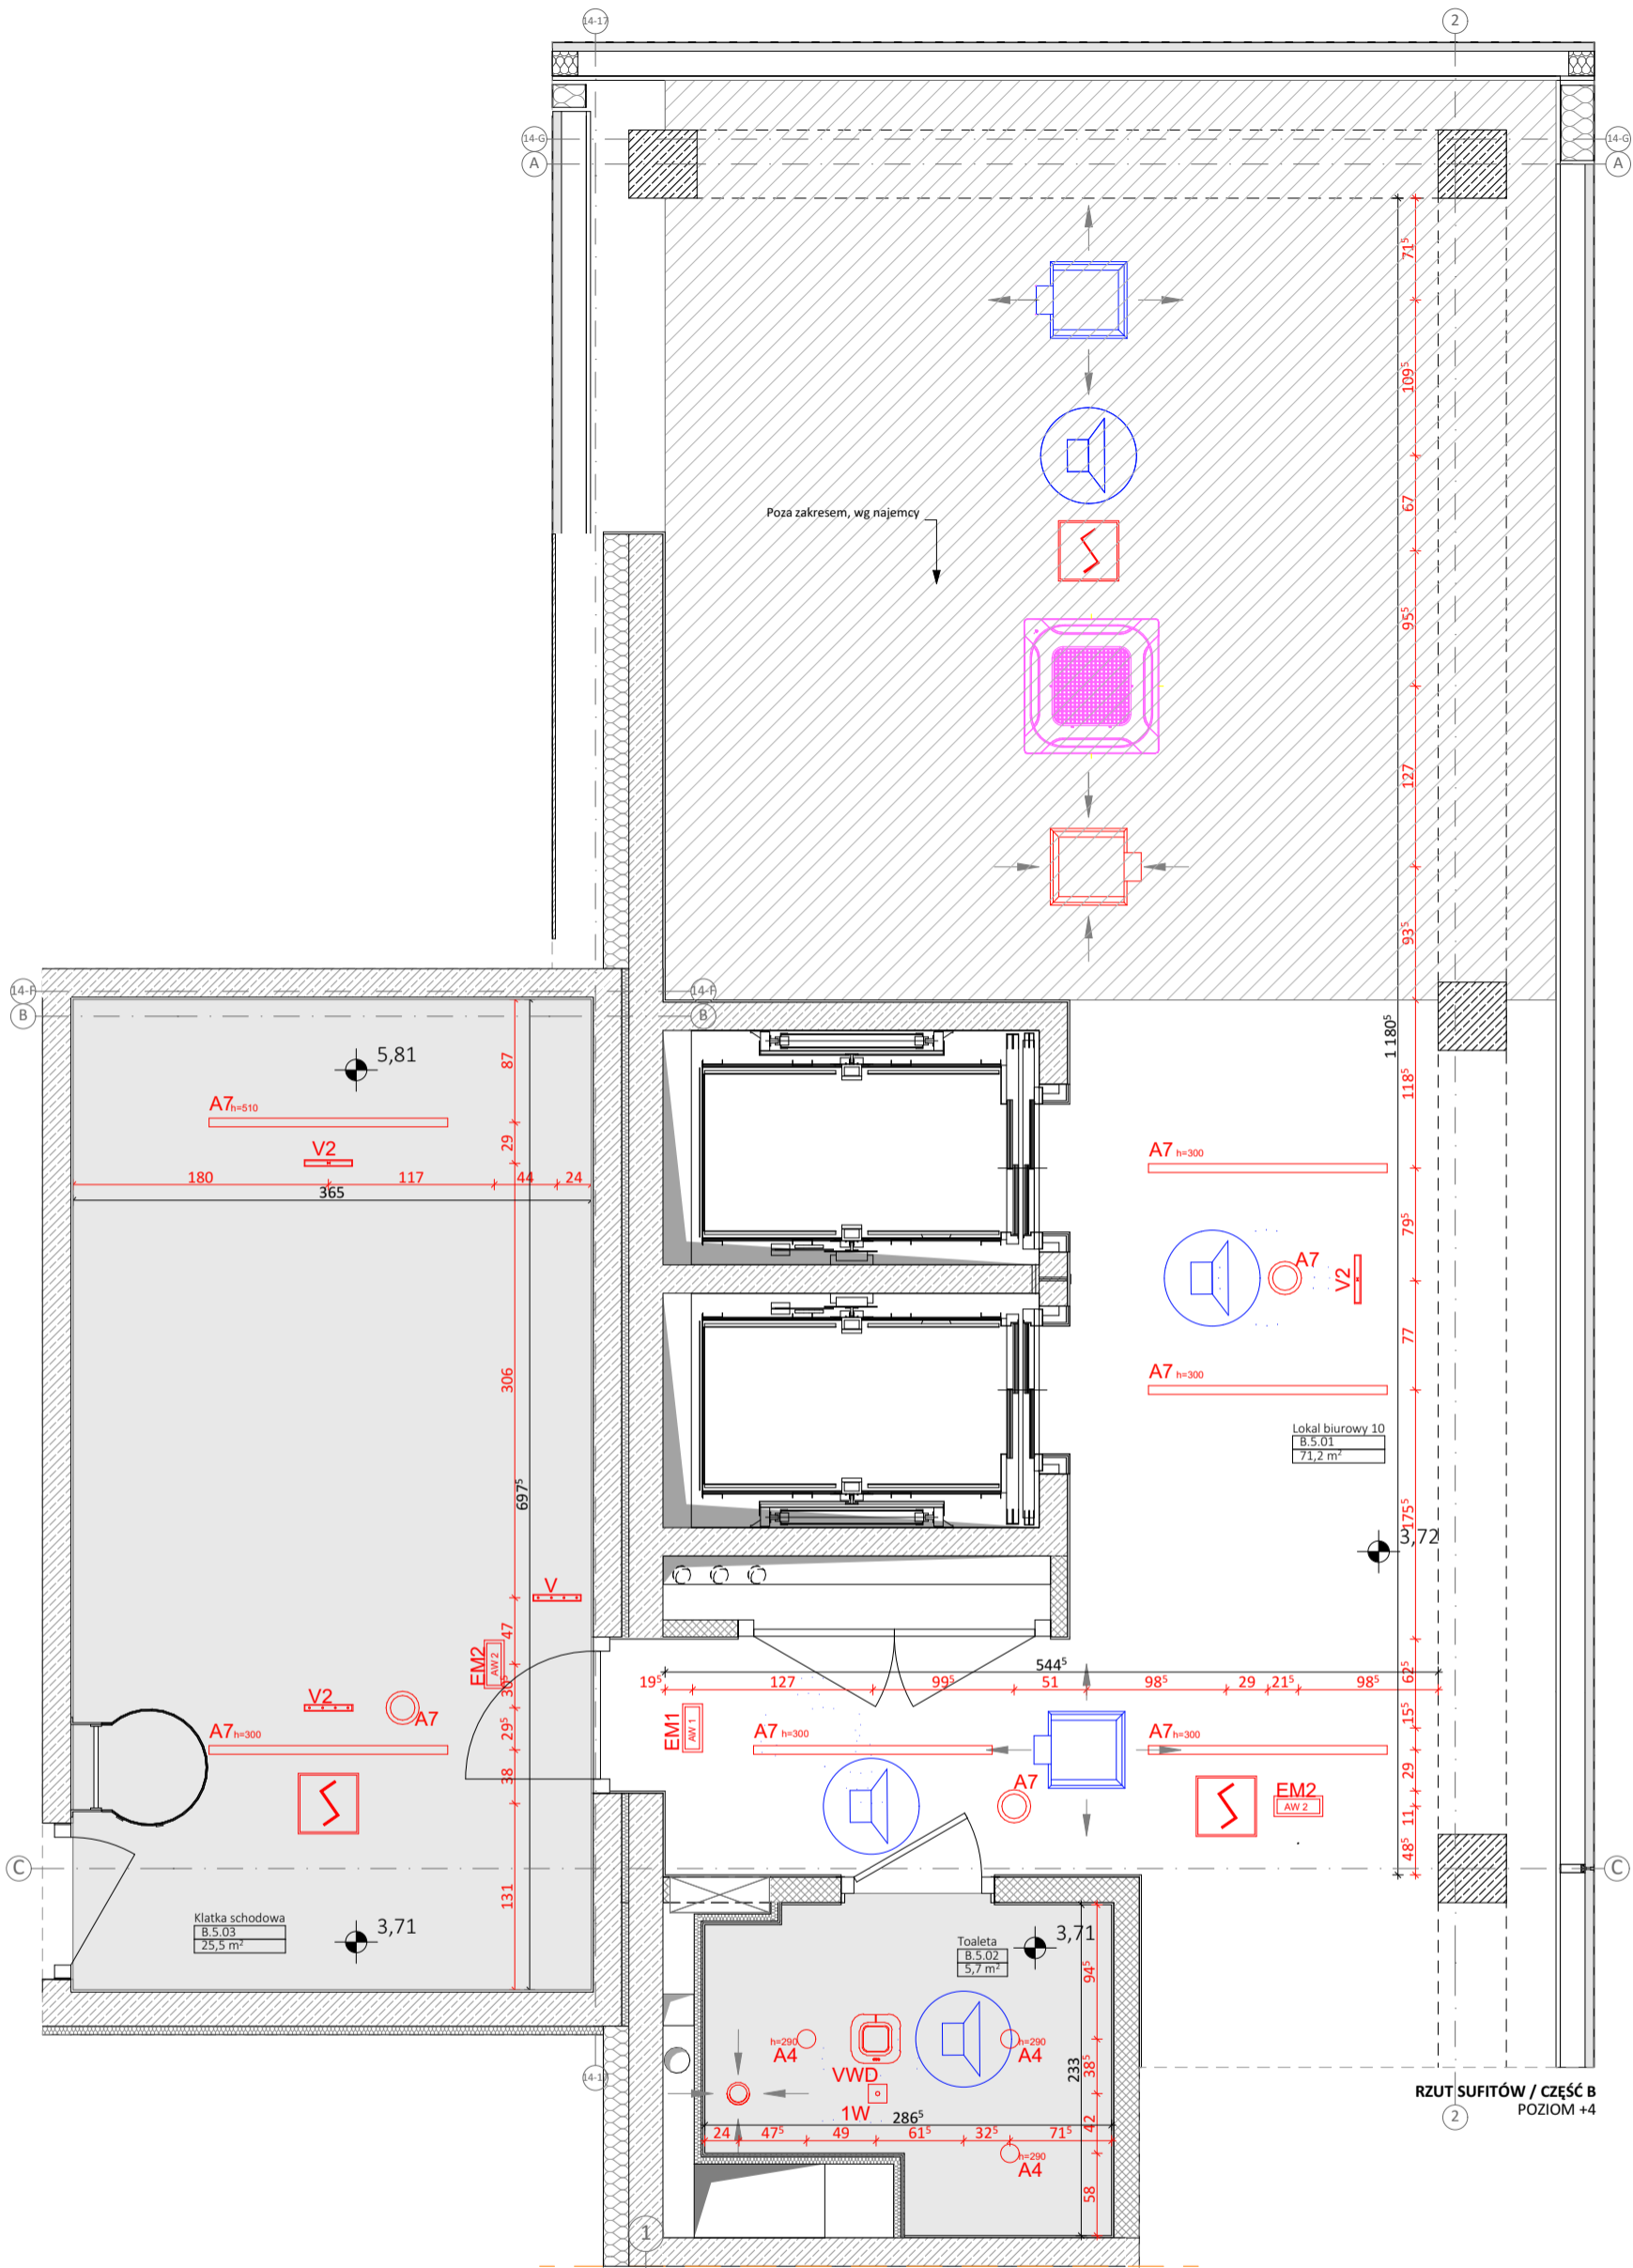 14-17
2
14-G
14-G
A
A
71⁵
109⁵
67
Poza zakresem, wg najemcy
95⁵
127
93⁵
14-F
14-F
B
B
1 180⁵
5,81
87
A7 h=510
29
V2
180
117
44
24
365
118⁵
A7 h=300
79⁵
A7
V2
77
A7 h=300
306
Lokal biurowy 10
B.5.01
71,2 m²
697⁵
175⁵
3,72
V
47
EM2
AW 2
30⁵
544⁵
62⁵
19⁵
127
99⁵
51
98⁵
29
21⁵
98⁵
V2
A7
29⁵
A7 h=300
38
EM1
AW 1
A7 h=300
A7 h=300
15⁵
29
A7
EM2
AW 2
11
48⁵
C
C
131
Klatka schodowa
B.5.03
25,5 m²
3,71
Toaleta
B.5.02
5,7 m²
3,71
94⁵
h=290
A4
h=290
A4
38⁵
233
VWD
1W
286⁵
42
24
47⁵
49
61⁵
32⁵
71⁵
h=290
A4
58
14-1
1
RZUT SUFITÓW / CZĘŚĆ B
POZIOM +4
2